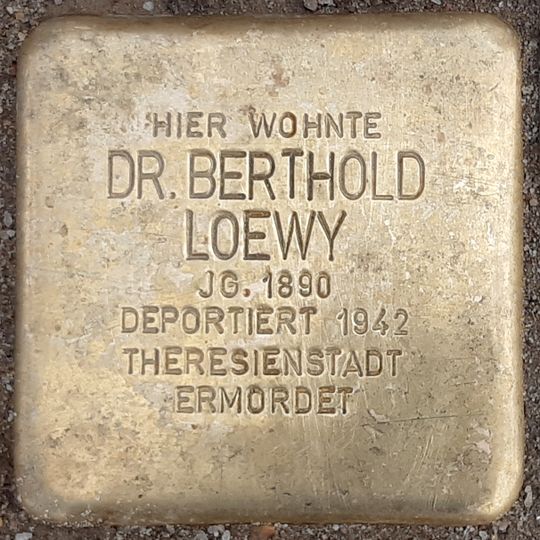 HIER WOHNTE
DR. BERTHOLD
LOEWY
JG. 1890
DEPORTIERT 1942
THERESIENSTADT
ERMORDET